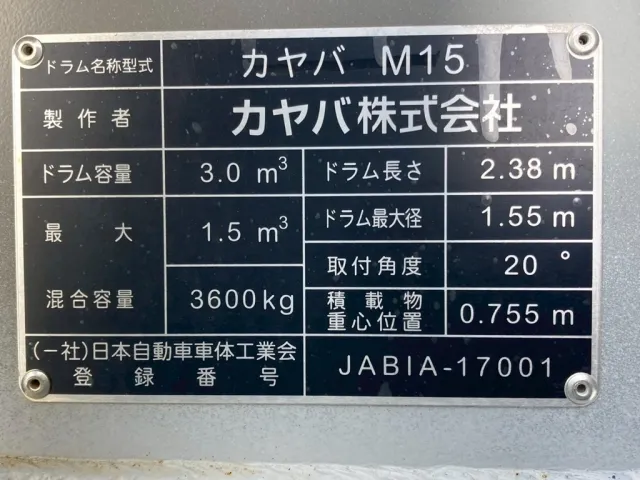 ドラム名称型式 カヤバ M15
製作者 カヤバ株式会社
ドラム容量 3.0 m³ ドラム長さ 2.38 m
最大 1.5 m³ ドラム最大径 1.55 m
取付角度 20°
混合容量 3600kg 積載物
重心位置 0.755 m
(一社)日本自動車車体工業会
登録番号 JABIA-17001